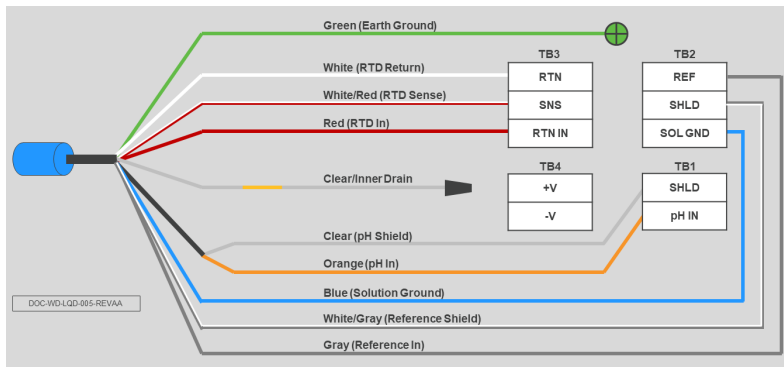 Green (Earth Ground)
TB3
TB2
White (RTD Return)
RTN
REF
White/Red (RTD Sense)
SNS
SHLD
Red (RTD In)
RTN IN
SOL GND
TB4
TB1
Clear/Inner Drain
+V
SHLD
-V
pH IN
Clear (pH Shield)
Orange (pH In)
Blue (Solution Ground)
DOC-WD-LQD-005-REVAA
White/Gray (Reference Shield)
Gray (Reference In)